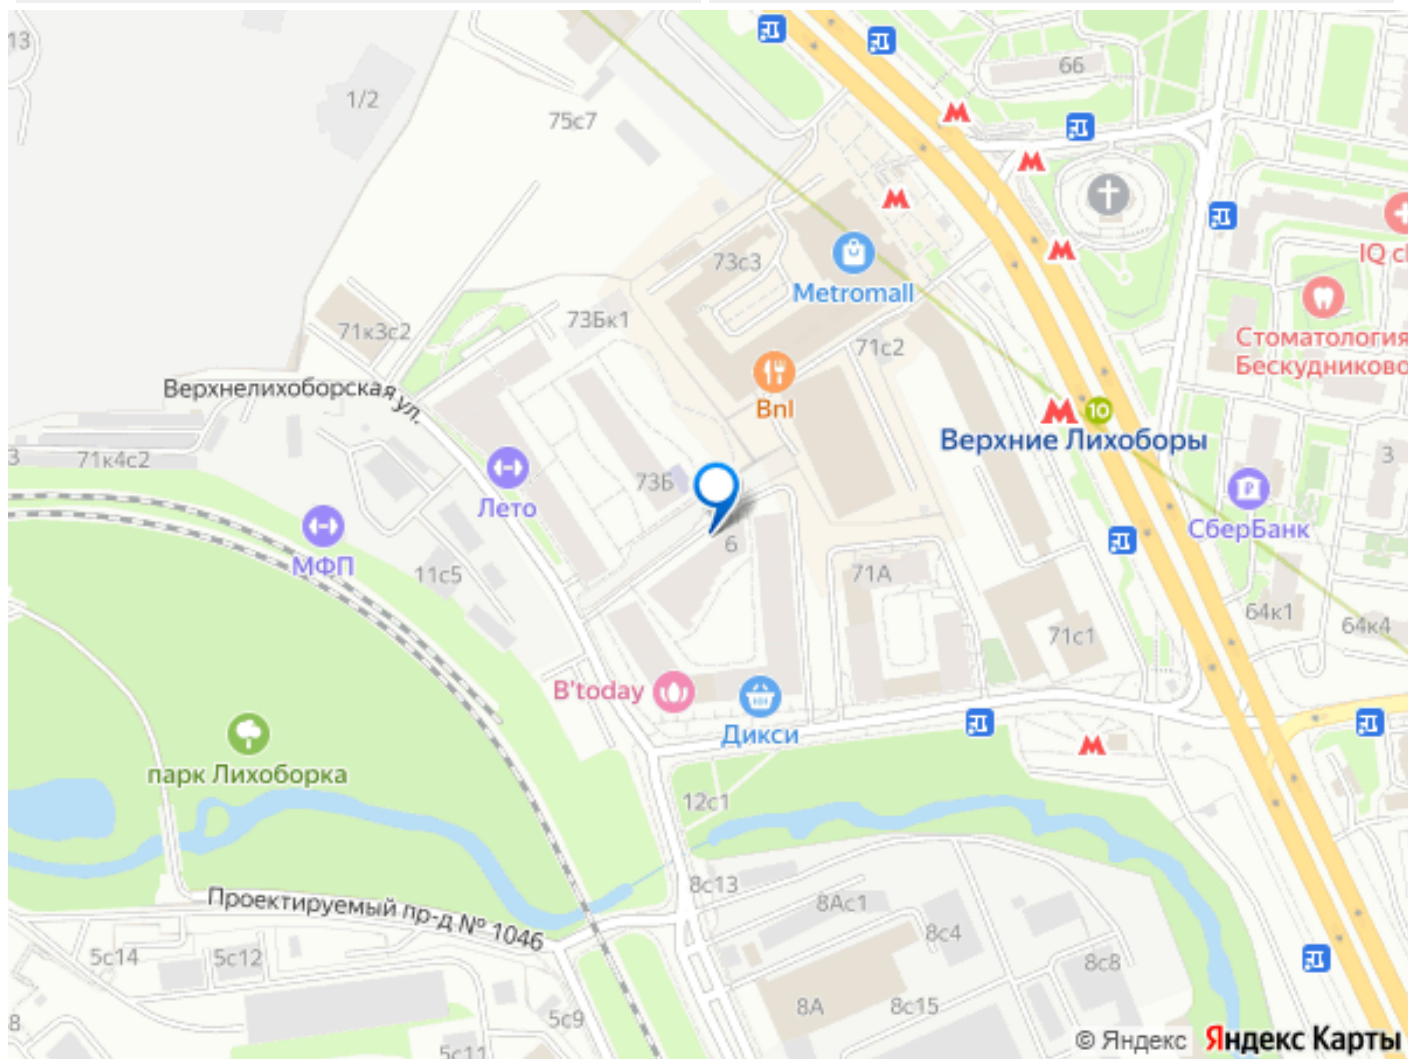 13
66
1/2
75с7
IQ cl
73с3
Metromall
73Бк1
71к3с2
71с2
Стоматология
Бескудниково
Верхнелихоборская ул.
Bnl
10
Верхние Лихоборы
3
71к4с2
3
73Б
Лето
СберБанк
6
МФП
11с5
71А
64к1
64к4
71с1
B'today
Дикси
парк Лихоборка
12с1
8с13
8Ас1
Проектируемый пр-д № 1046
8с4
5с14
5с12
8с8
8А
8с15
8
5с9
5с11
© Яндекс Яндекс Карты